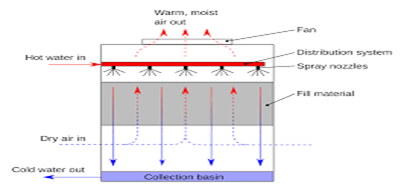 Warm, moist
air out
Fan
Hot water in
Distribution system
Spray nozzles
Fill material
Dry air in
Cold water out
Collection basin